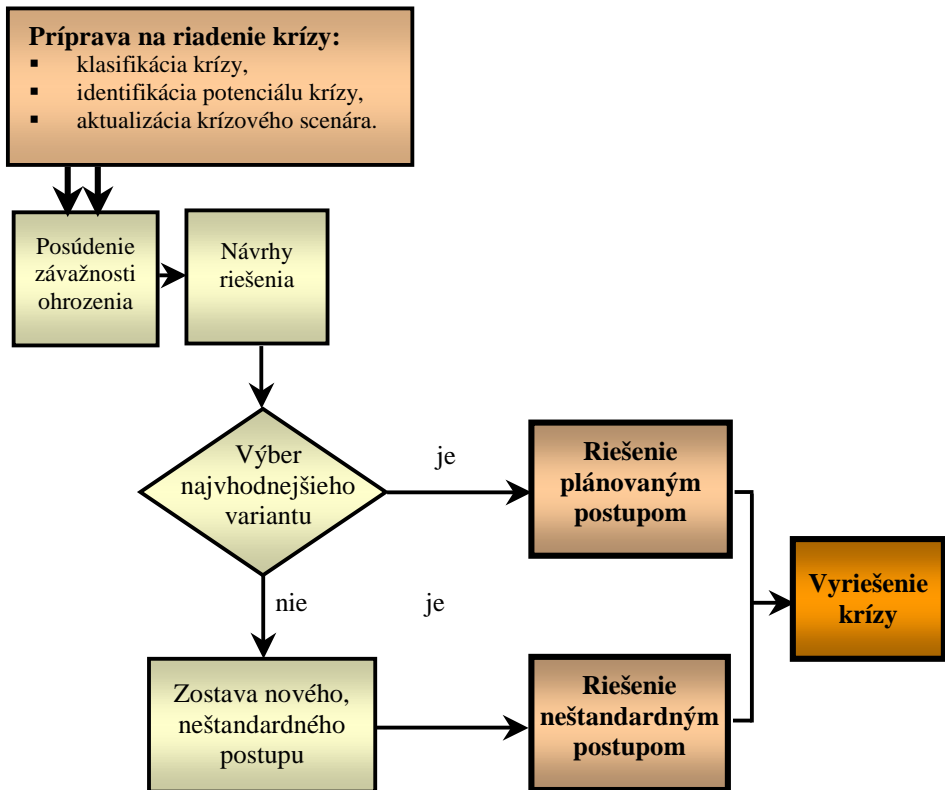 Príprava na riadenie krízy:
▪ klasifikácia krízy,
▪ identifikácia potenciálu krízy,
▪ aktualizácia krízového scenára.
Posúdenie
závažnosti
ohrozenia
Návrhy
riešenia
Výber
najvhodnejšieho
variantu
je
Riešenie
plánovaným
postupom
Vyriešenie
krízy
nie
je
Zostava nového,
neštandardného
postupu
Riešenie
neštandardným
postupom